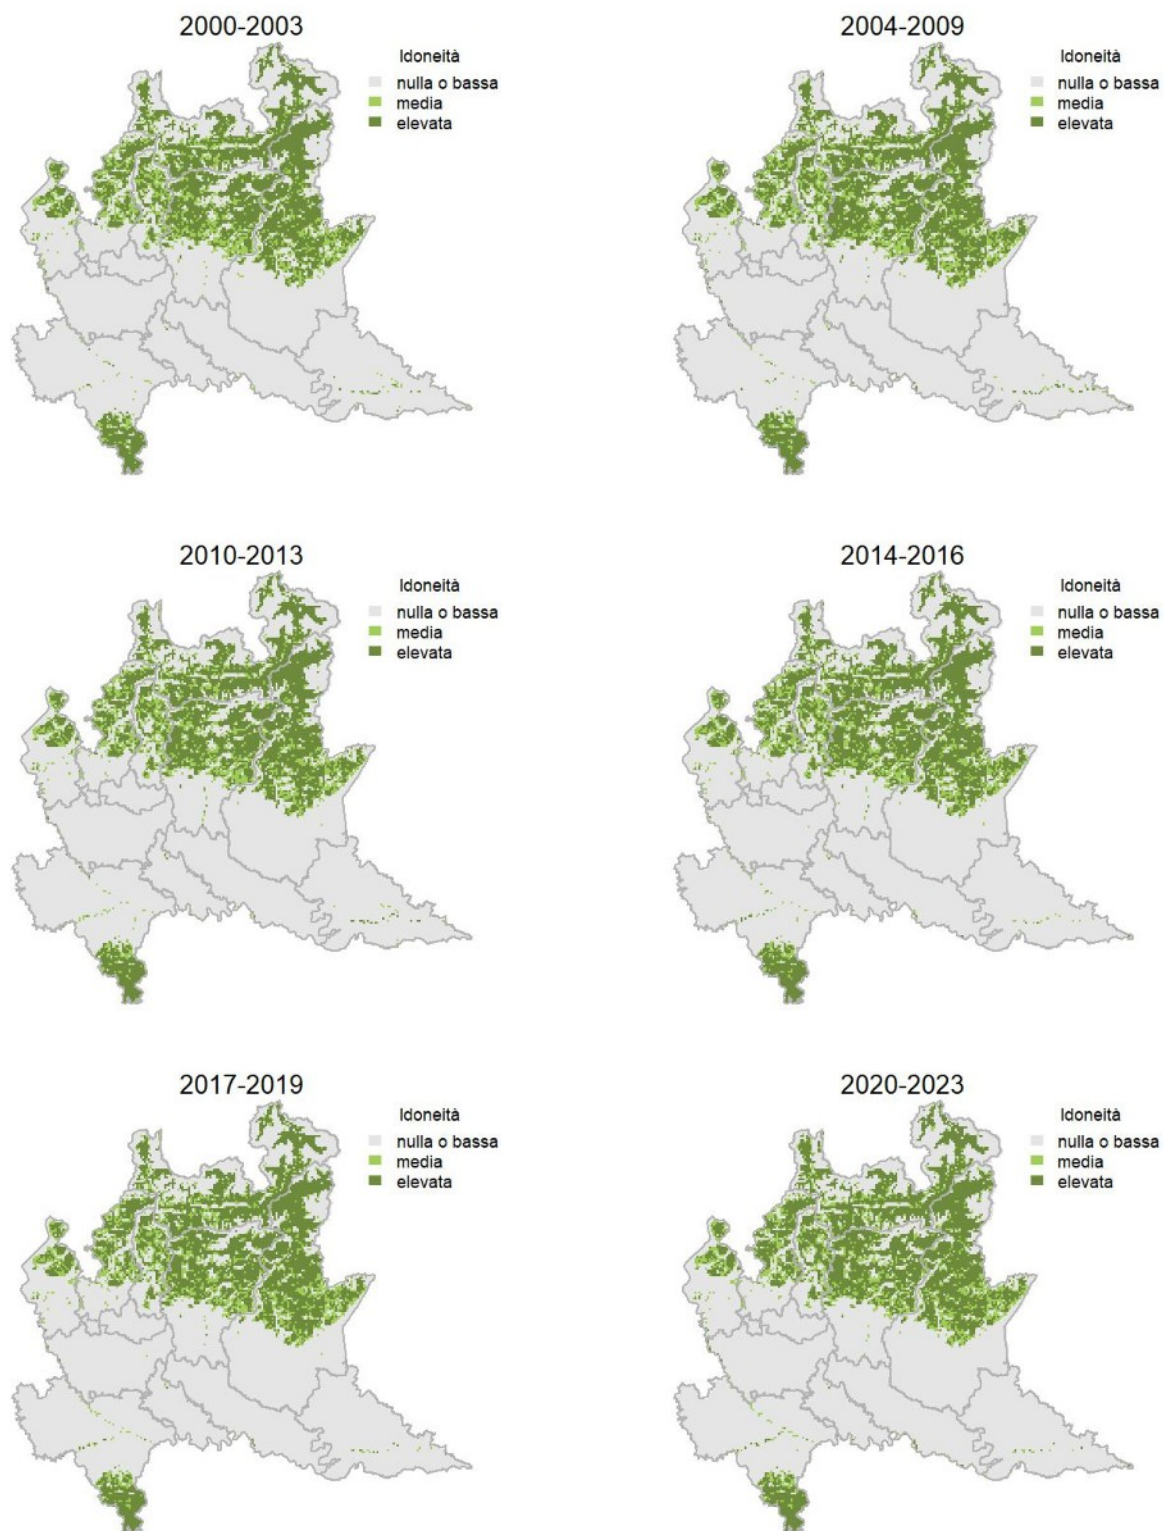 2000-2003
Idoneità
nulla o bassa
media
elevata
2004-2009
Idoneità
nulla o bassa
media
elevata
2010-2013
Idoneità
nulla o bassa
media
elevata
2014-2016
Idoneità
nulla o bassa
media
elevata
2017-2019
Idoneità
nulla o bassa
media
elevata
2020-2023
Idoneità
nulla o bassa
media
elevata